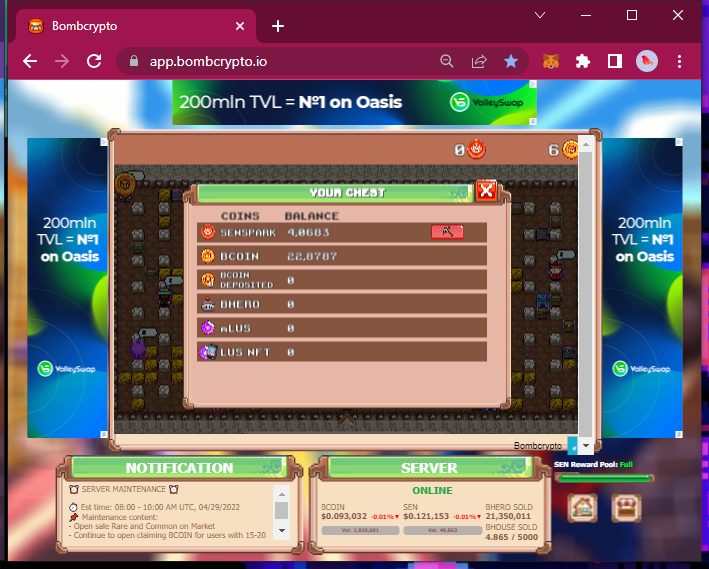 Bombcrypto
app.bombcrypto.io
200mln TVL = №1 on Oasis
ValleySwap
0
6
200mln
TVL = №1
on Oasis
ValleySwap
YOUR CHEST
COINS BALANCE
SENSPARK 4,0683
BCOIN 22,8787
BCOIN
DEPOSITED 0
BHERO 0
mLUS 0
LUS NFT 0
200mln
TVL = №1
on Oasis
ValleySwap
Bombcrypto
NOTIFICATION
SERVER MAINTENANCE
Est time: 08:00 - 10:00 AM UTC, 04/29/2022
Maintenance content:
- Open sale Rare and Common on Market
- Continue to open claiming BCOIN for users with 15-20
SERVER
ONLINE
BCOIN SEN BHERO SOLD
$0.093,032 -0.01%▼ $0.121,153 -0.01%▼ 21,350,011
BHOUSE SOLD
4.865 / 5000
SEN Reward Pool: Full